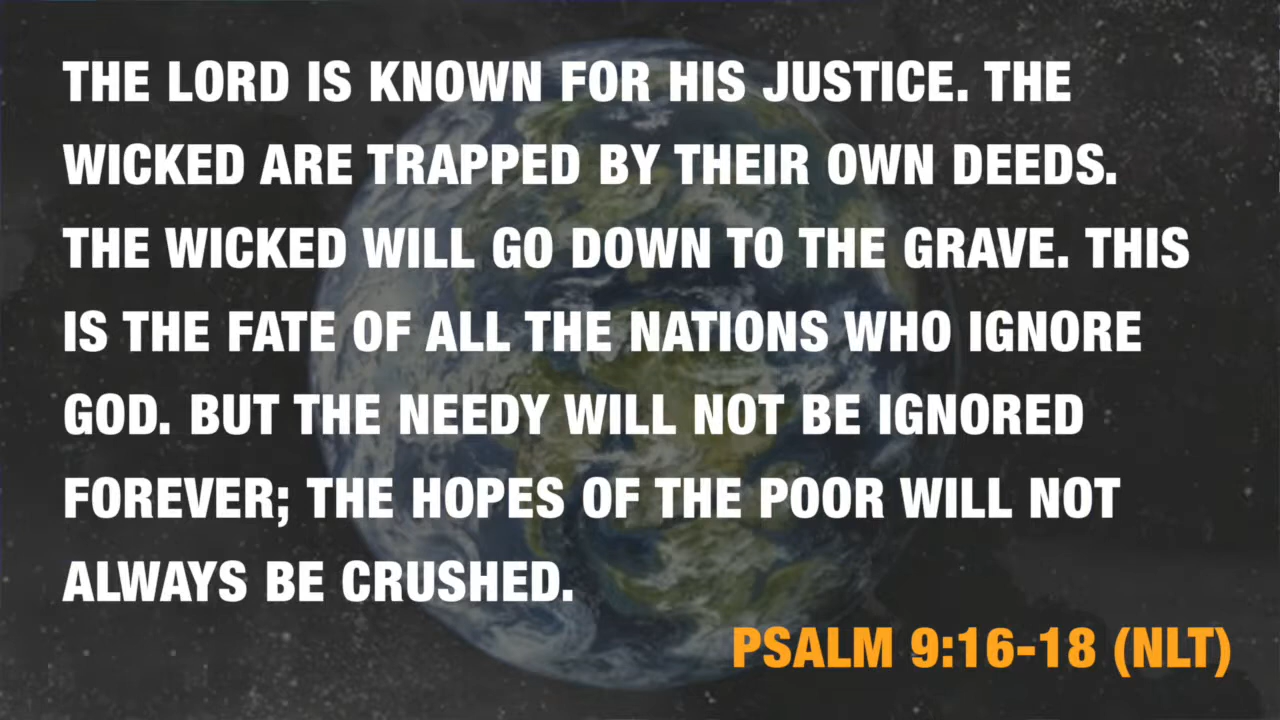 THE LORD IS KNOWN FOR HIS JUSTICE. THE
WICKED ARE TRAPPED BY THEIR OWN DEEDS.
THE WICKED WILL GO DOWN TO THE GRAVE. THIS
IS THE FATE OF ALL THE NATIONS WHO IGNORE
GOD. BUT THE NEEDY WILL NOT BE IGNORED
FOREVER; THE HOPES OF THE POOR WILL NOT
ALWAYS BE CRUSHED.
PSALM 9:16-18 (NLT)